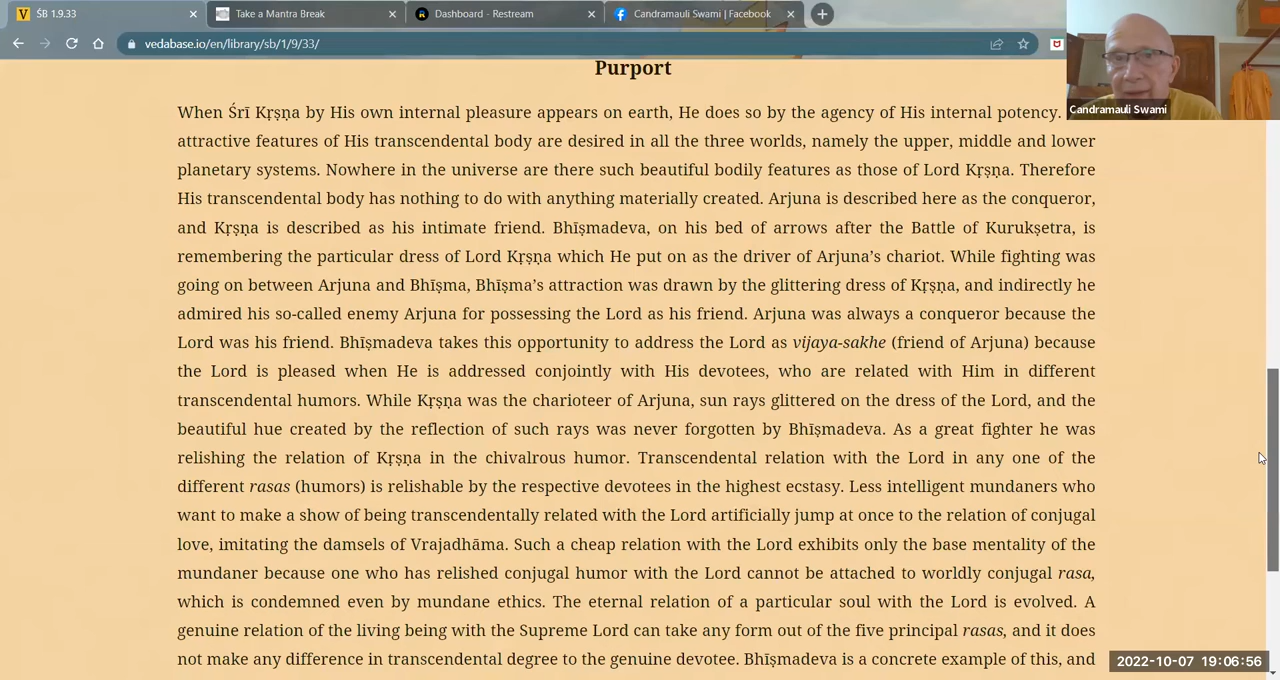 ŚB 1.9.33
Take a Mantra Break
Dashboard - Restream
Candramauli Swami | Facebook
vedabase.io/en/library/sb/1/9/33/
Candramauli Swami
Purport
When Śrī Kṛṣṇa by His own internal pleasure appears on earth, He does so by the agency of His internal potency.
attractive features of His transcendental body are desired in all the three worlds, namely the upper, middle and lower
planetary systems. Nowhere in the universe are there such beautiful bodily features as those of Lord Kṛṣṇa. Therefore
His transcendental body has nothing to do with anything materially created. Arjuna is described here as the conqueror,
and Kṛṣṇa is described as his intimate friend. Bhīṣmadeva, on his bed of arrows after the Battle of Kurukṣetra, is
remembering the particular dress of Lord Kṛṣṇa which He put on as the driver of Arjuna’s chariot. While fighting was
going on between Arjuna and Bhīṣma, Bhīṣma’s attraction was drawn by the glittering dress of Kṛṣṇa, and indirectly he
admired his so-called enemy Arjuna for possessing the Lord as his friend. Arjuna was always a conqueror because the
Lord was his friend. Bhīṣmadeva takes this opportunity to address the Lord as vijaya-sakhe (friend of Arjuna) because
the Lord is pleased when He is addressed conjointly with His devotees, who are related with Him in different
transcendental humors. While Kṛṣṇa was the charioteer of Arjuna, sun rays glittered on the dress of the Lord, and the
beautiful hue created by the reflection of such rays was never forgotten by Bhīṣmadeva. As a great fighter he was
relishing the relation of Kṛṣṇa in the chivalrous humor. Transcendental relation with the Lord in any one of the
different rasas (humors) is relishable by the respective devotees in the highest ecstasy. Less intelligent mundaners who
want to make a show of being transcendentally related with the Lord artificially jump at once to the relation of conjugal
love, imitating the damsels of Vrajadhāma. Such a cheap relation with the Lord exhibits only the base mentality of the
mundaner because one who has relished conjugal humor with the Lord cannot be attached to worldly conjugal rasa,
which is condemned even by mundane ethics. The eternal relation of a particular soul with the Lord is evolved. A
genuine relation of the living being with the Supreme Lord can take any form out of the five principal rasas, and it does
not make any difference in transcendental degree to the genuine devotee. Bhīṣmadeva is a concrete example of this, and
2022-10-07 19:06:56